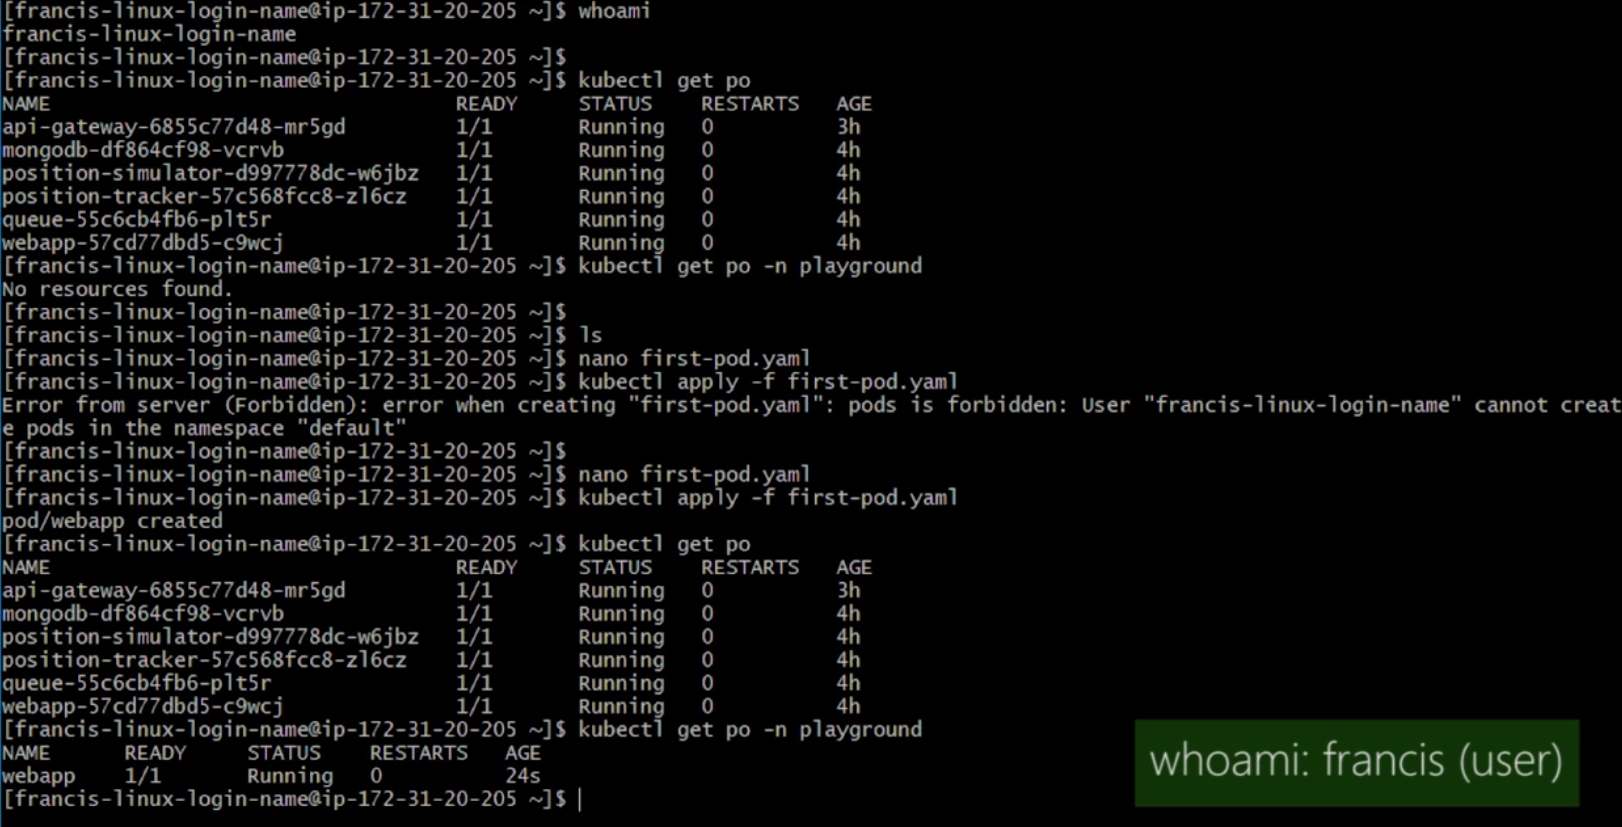 [francis-linux-login-name@ip-172-31-20-205 ~]$ whoami
francis-linux-login-name
[francis-linux-login-name@ip-172-31-20-205 ~]$
[francis-linux-login-name@ip-172-31-20-205 ~]$ kubectl get po
NAME READY STATUS RESTARTS AGE
api-gateway-6855c77d48-mr5gd 1/1 Running 0 3h
mongodb-df864cf98-vcrvb 1/1 Running 0 4h
position-simulator-d997778dc-w6jbz 1/1 Running 0 4h
position-tracker-57c568fcc8-zl6cz 1/1 Running 0 4h
queue-55c6cb4fb6-plt5r 1/1 Running 0 4h
webapp-57cd77dbd5-c9wcj 1/1 Running 0 4h
[francis-linux-login-name@ip-172-31-20-205 ~]$ kubectl get po -n playground
No resources found.
[francis-linux-login-name@ip-172-31-20-205 ~]$
[francis-linux-login-name@ip-172-31-20-205 ~]$ ls
[francis-linux-login-name@ip-172-31-20-205 ~]$ nano first-pod.yaml
[francis-linux-login-name@ip-172-31-20-205 ~]$ kubectl apply -f first-pod.yaml
Error from server (Forbidden): error when creating "first-pod.yaml": pods is forbidden: User "francis-linux-login-name" cannot creat
e pods in the namespace "default"
[francis-linux-login-name@ip-172-31-20-205 ~]$
[francis-linux-login-name@ip-172-31-20-205 ~]$ nano first-pod.yaml
[francis-linux-login-name@ip-172-31-20-205 ~]$ kubectl apply -f first-pod.yaml
pod/webapp created
[francis-linux-login-name@ip-172-31-20-205 ~]$ kubectl get po
NAME READY STATUS RESTARTS AGE
api-gateway-6855c77d48-mr5gd 1/1 Running 0 3h
mongodb-df864cf98-vcrvb 1/1 Running 0 4h
position-simulator-d997778dc-w6jbz 1/1 Running 0 4h
position-tracker-57c568fcc8-zl6cz 1/1 Running 0 4h
queue-55c6cb4fb6-plt5r 1/1 Running 0 4h
webapp-57cd77dbd5-c9wcj 1/1 Running 0 4h
[francis-linux-login-name@ip-172-31-20-205 ~]$ kubectl get po -n playground
NAME READY STATUS RESTARTS AGE
webapp 1/1 Running 0 24s
[francis-linux-login-name@ip-172-31-20-205 ~]$
whoami: francis (user)